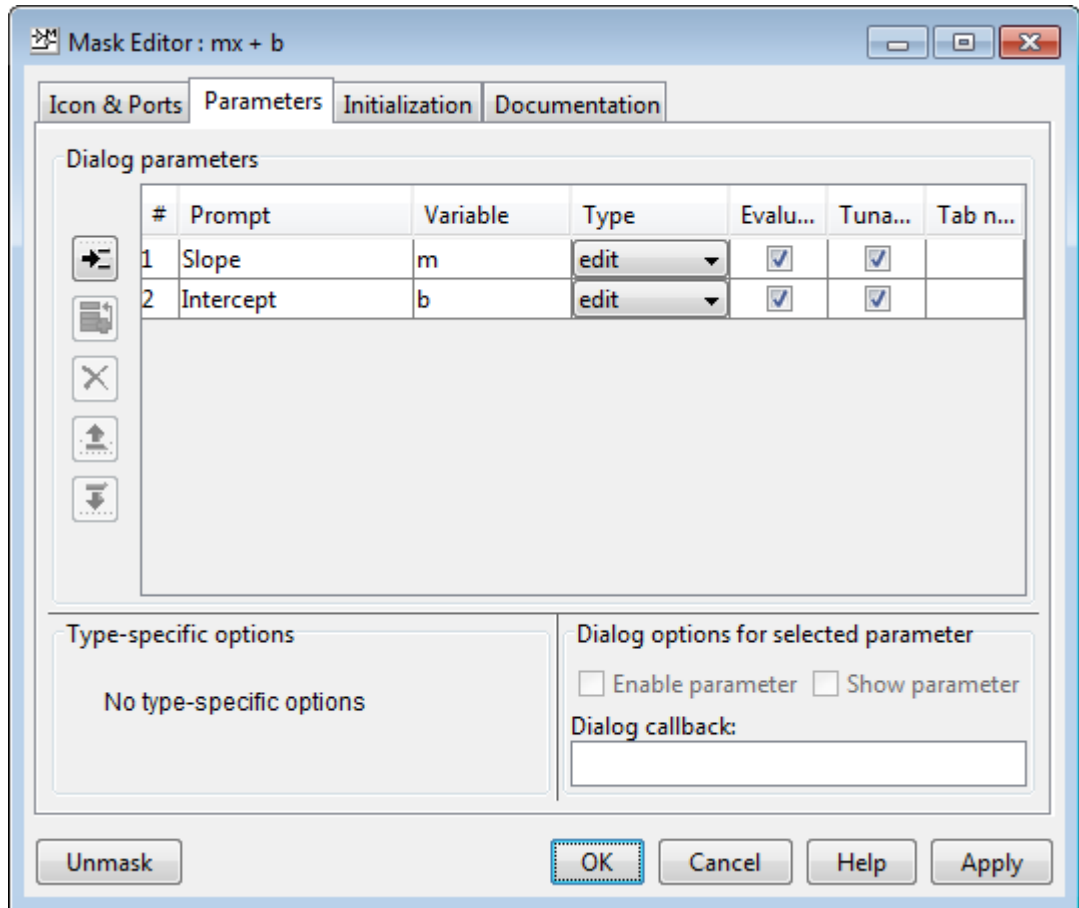 Mask Editor : mx + b
Icon & Ports Parameters Initialization Documentation
Dialog parameters
# Prompt Variable Type Evalu... Tuna... Tab n...
1 Slope m edit
2 Intercept b edit
Type-specific options
No type-specific options
Dialog options for selected parameter
Enable parameter Show parameter
Dialog callback:
Unmask OK Cancel Help Apply